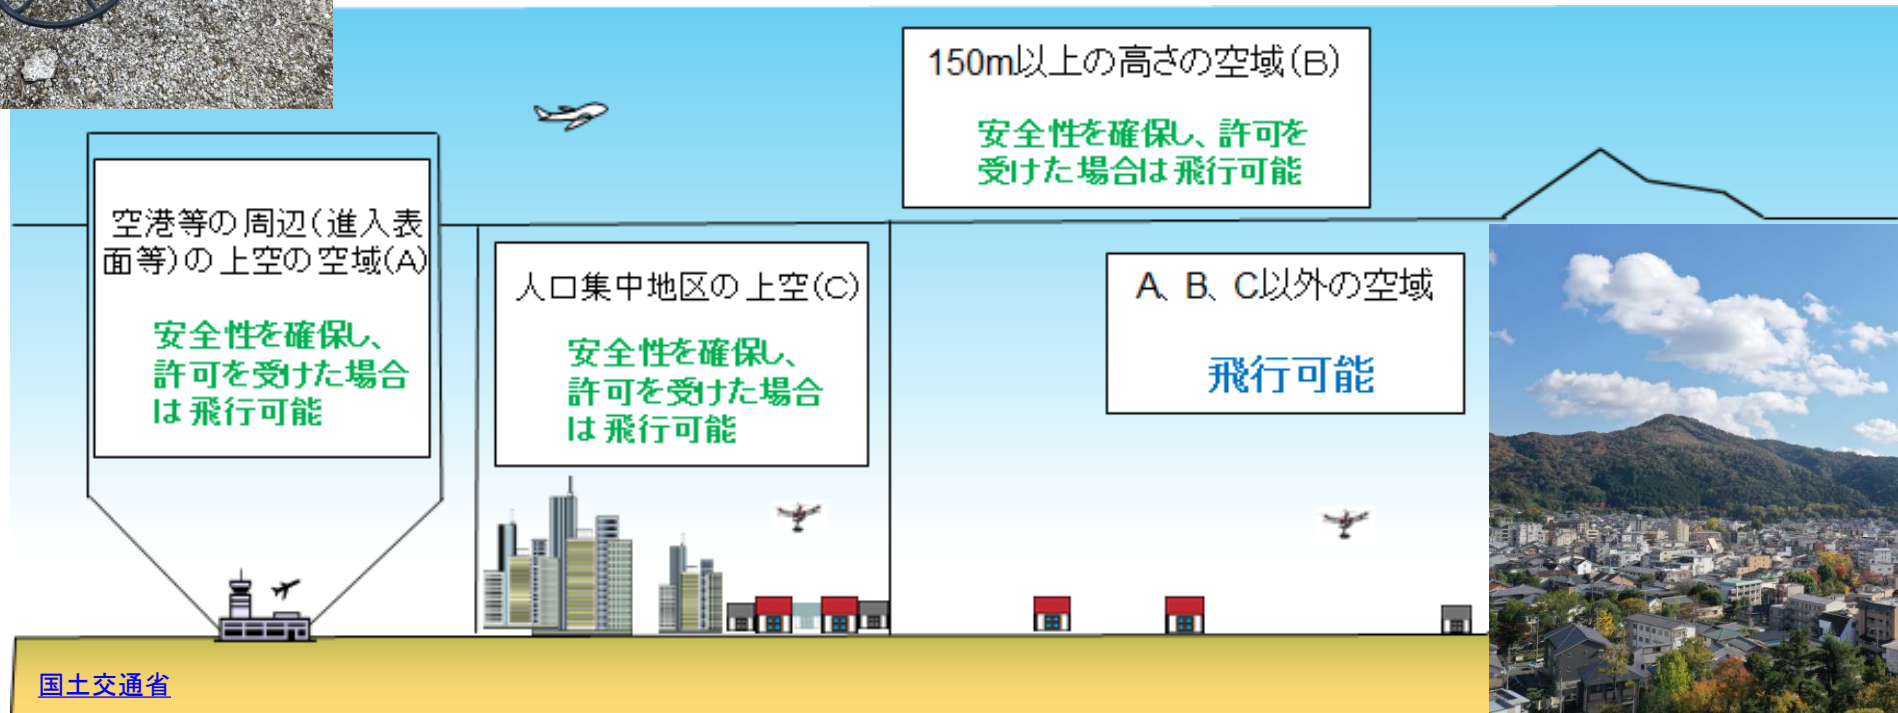 150m以上の高さの空域(B)
安全性を確保し、許可を
受けた場合は飛行可能
空港等の周辺(進入表
面等)の上空の空域(A)
安全性を確保し、
許可を受けた場合
は飛行可能
人口集中地区の上空(C)
安全性を確保し、
許可を受けた場合
は飛行可能
A、B、C以外の空域
飛行可能
国土交通省